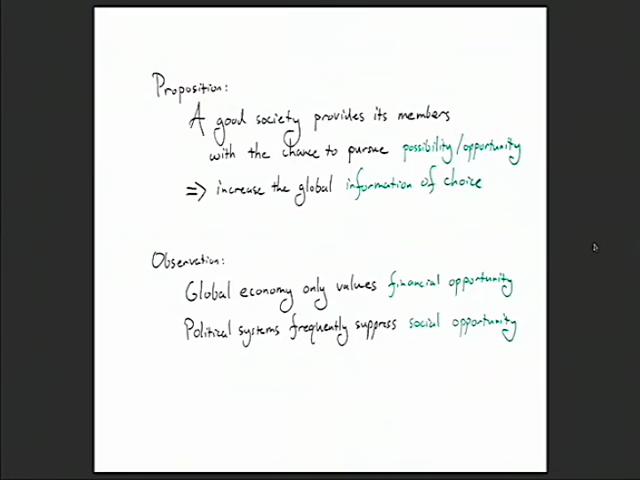 Proposition:
A good society provides its members
with the chance to pursue possibility/opportunity
=> increase the global information of choice
Observation:
Global economy only values financial opportunity
Political systems frequently suppress social opportunity